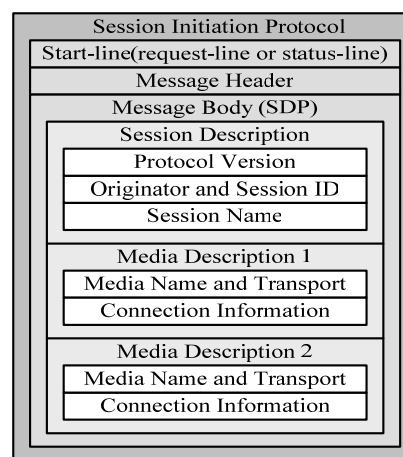 Session Initiation Protocol
Start-line(request-line or status-line)
Message Header
Message Body (SDP)
Session Description
Protocol Version
Originator and Session ID
Session Name
Media Description 1
Media Name and Transport
Connection Information
Media Description 2
Media Name and Transport
Connection Information